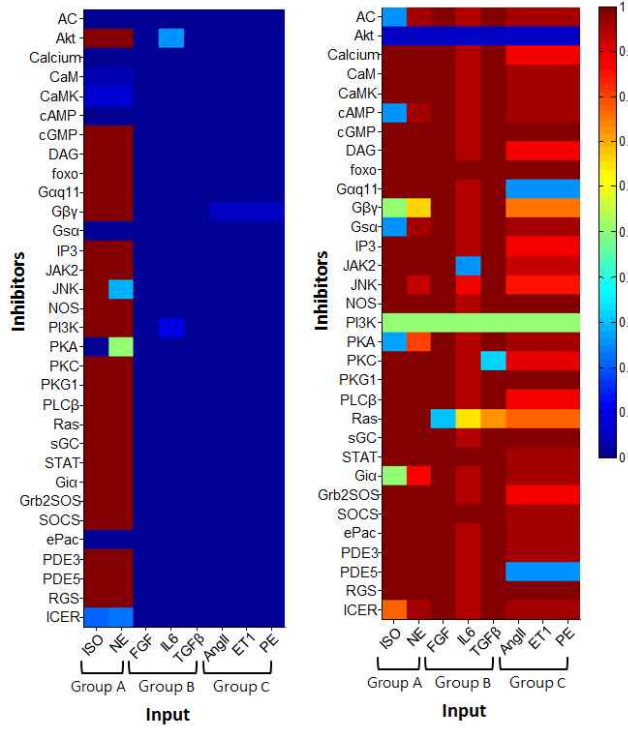 AC
Akt
Calcium
CaM
CaMK
cAMP
cGMP
DAG
foxo
Gαq11
Gβγ
Gsα
IP3
JAK2
JNK
NOS
PI3K
PKA
PKC
PKG1
PLCβ
Ras
sGC
STAT
Giα
Grb2SOS
SOCS
ePac
PDE3
PDE5
RGS
ICER
Inhibitors
ISO NE FGF IL6 TGFβ AngII ET1 PE
Group A Group B Group C
Input
AC
Akt
Calcium
CaM
CaMK
cAMP
cGMP
DAG
foxo
Gαq11
Gβγ
Gsα
IP3
JAK2
JNK
NOS
PI3K
PKA
PKC
PKG1
PLCβ
Ras
sGC
STAT
Giα
Grb2SOS
SOCS
ePac
PDE3
PDE5
RGS
ICER
Inhibitors
ISO NE FGF IL6 TGFβ AngII ET1 PE
Group A Group B Group C
Input
1
0